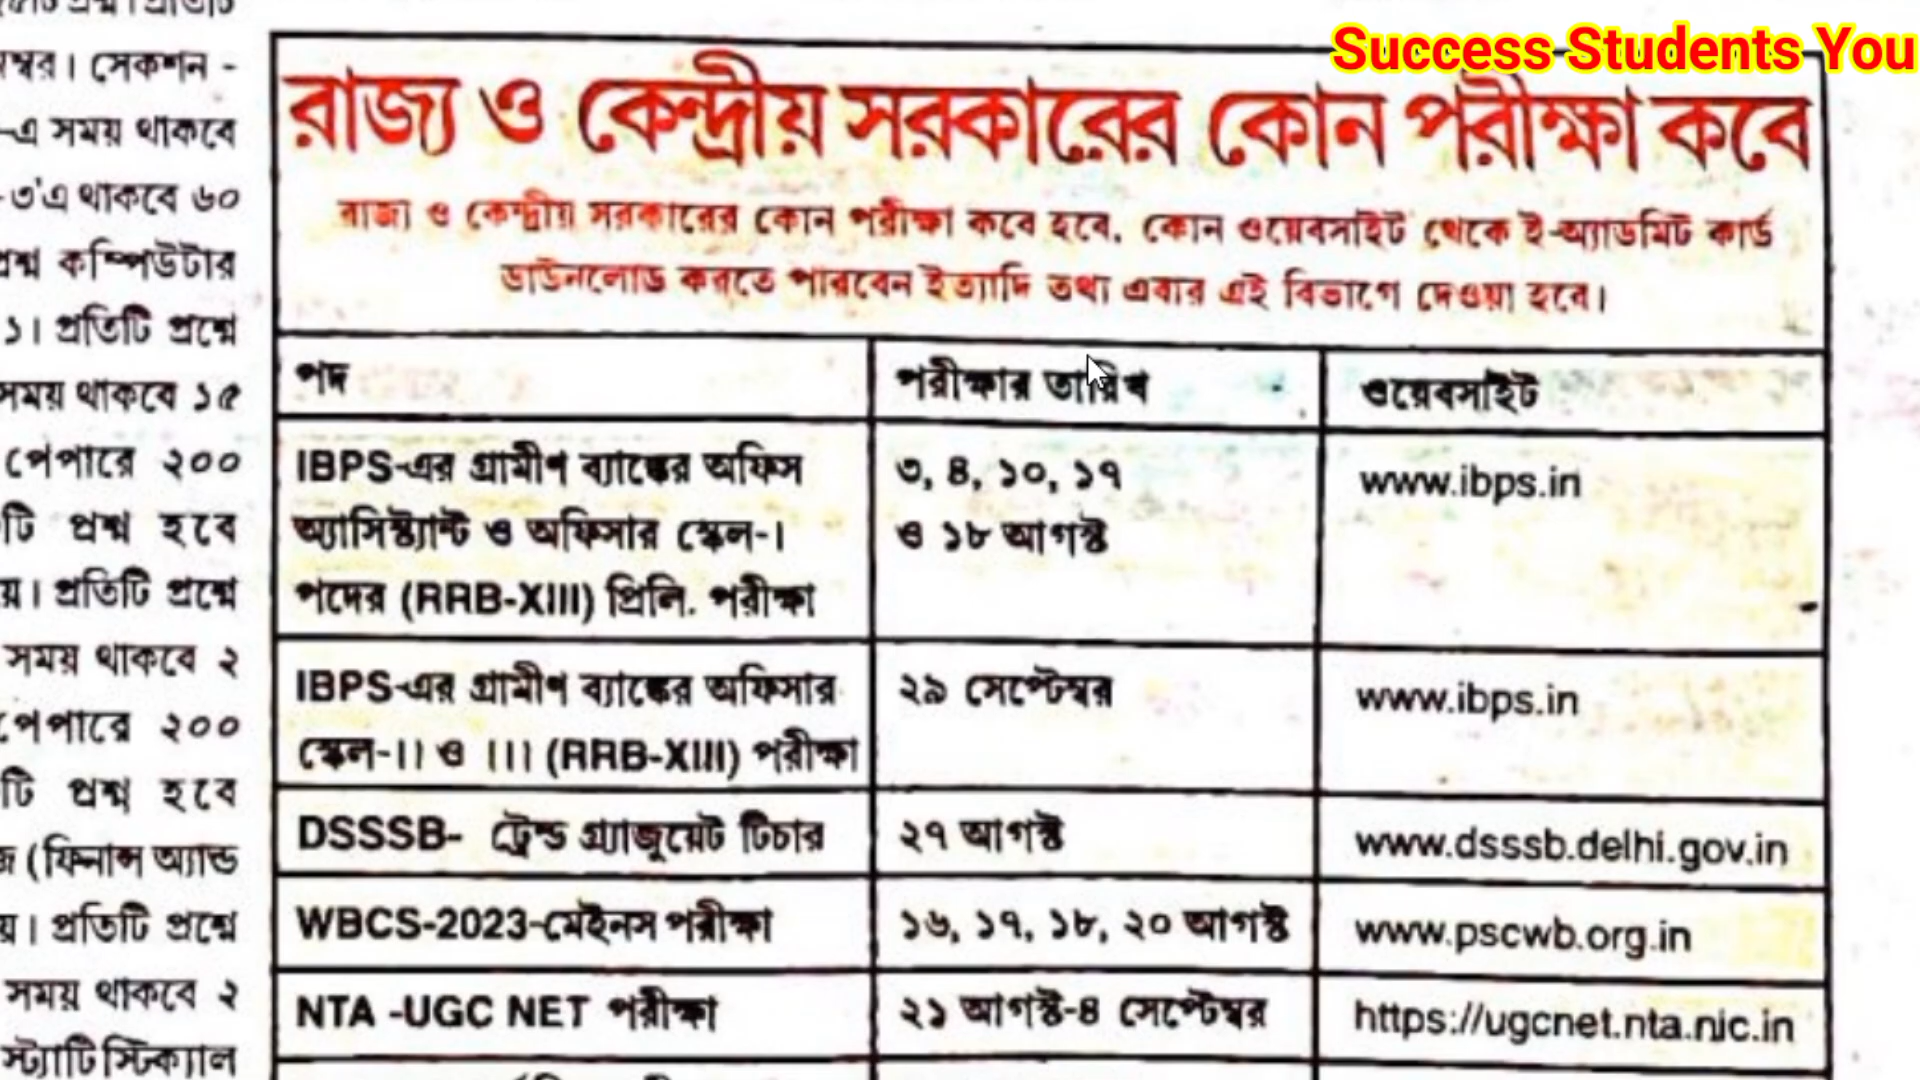 Success Students You
নম্বর। সেকশন -
-এ সময় থাকবে
-৩'এ থাকবে ৬০
প্রশ্ন কম্পিউটার
১। প্রতিটি প্রশ্নে
সময় থাকবে ১৫
পেপারে ২০০
টি প্রশ্ন হবে
য়। প্রতিটি প্রশ্নে
সময় থাকবে ২
পেপারে ২০০
টি প্রশ্ন হবে
(ফিনান্স অ্যান্ড
য়। প্রতিটি প্রশ্নে
সময় থাকবে ২
স্ট্যাটিস্টিক্যাল
রাজ্য ও কেন্দ্রীয় সরকারের কোন পরীক্ষা কবে
রাজ্য ও কেন্দ্রীয় সরকারের কোন পরীক্ষা কবে হবে, কোন ওয়েবসাইট থেকে ই-অ্যাডমিট কার্ড
ডাউনলোড করতে পারবেন ইত্যাদি তথ্য এবার এই বিভাগে দেওয়া হবে।
পদ
পরীক্ষার তারিখ
ওয়েবসাইট
IBPS-এর গ্রামীণ ব্যাঙ্কের অফিস
অ্যাসিস্ট্যান্ট ও অফিসার স্কেল-I
পদের (RRB-XIII) প্রিলি. পরীক্ষা
৩, ৪, ১০, ১৭
ও ১৮ আগস্ট
www.ibps.in
IBPS-এর গ্রামীণ ব্যাঙ্কের অফিসার
স্কেল-II ও III (RRB-XIII) পরীক্ষা
২৯ সেপ্টেম্বর
www.ibps.in
DSSSB- ট্রেন্ড গ্র্যাজুয়েট টিচার
২৭ আগস্ট
www.dsssb.delhi.gov.in
WBCS-2023-মেইনস পরীক্ষা
১৬, ১৭, ১৮, ২০ আগস্ট
www.pscwb.org.in
NTA -UGC NET পরীক্ষা
২১ আগস্ট-৪ সেপ্টেম্বর
https://ugcnet.nta.nic.in